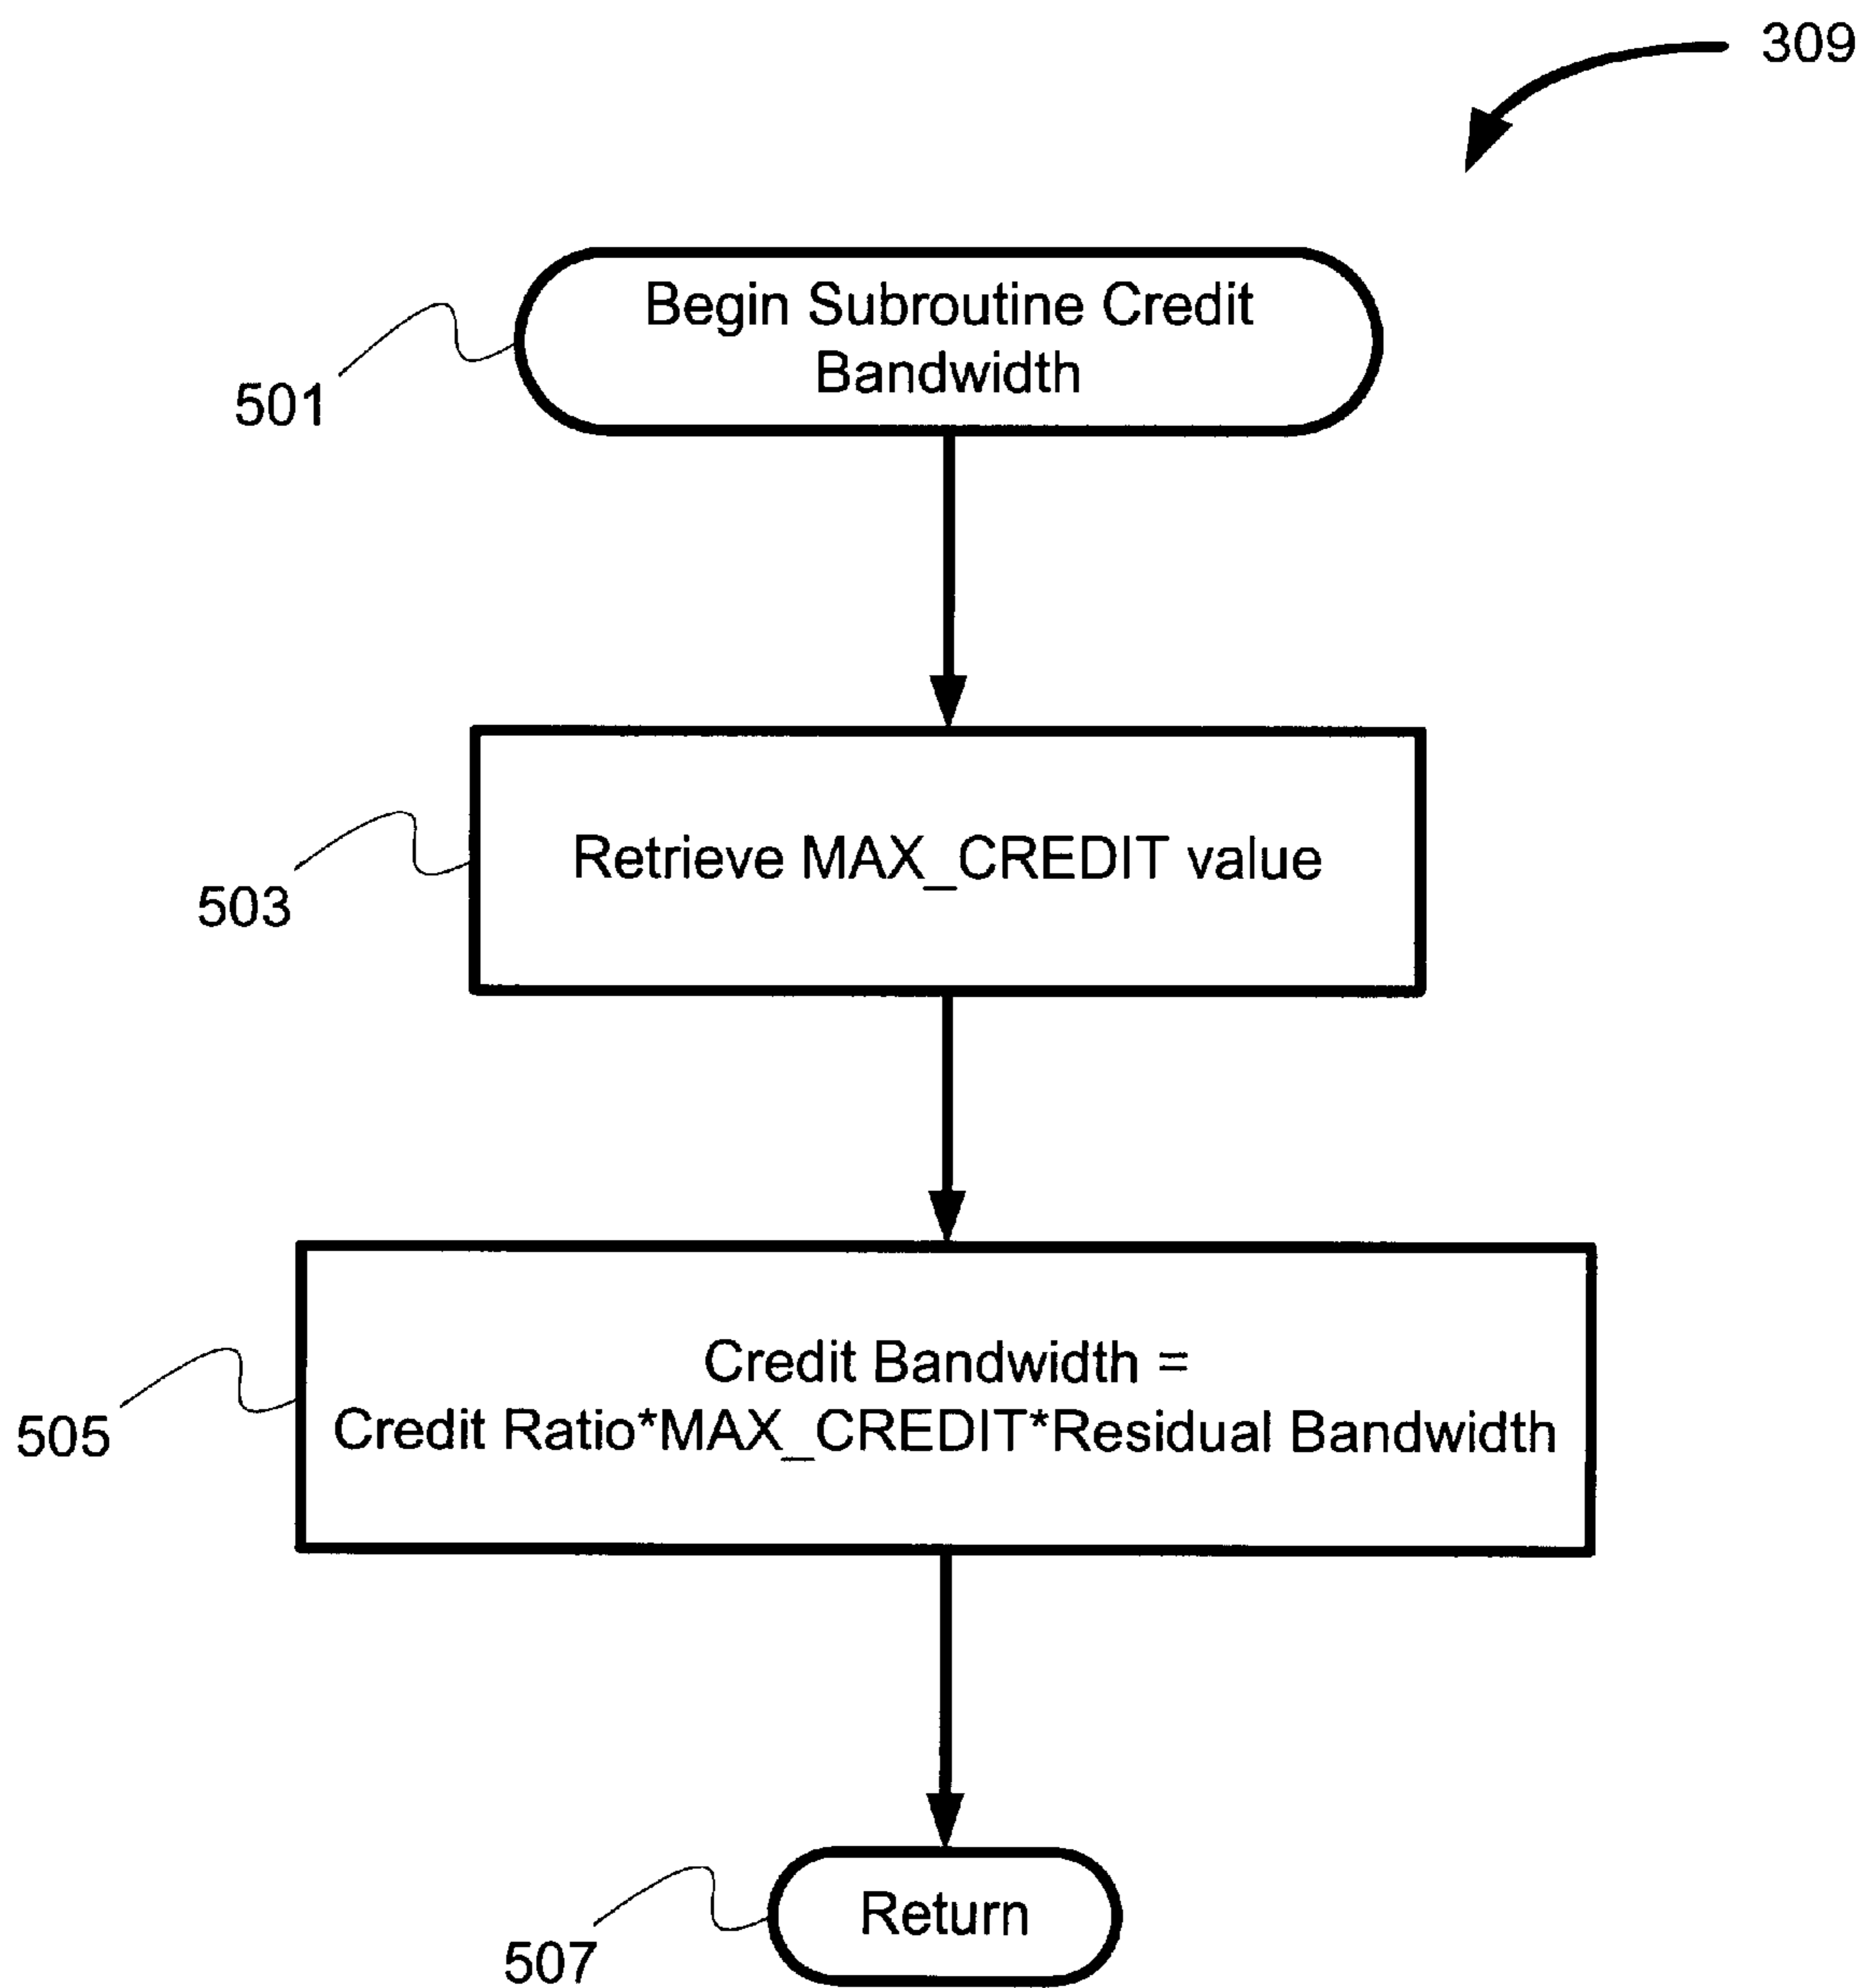 309
Begin Subroutine Credit
Bandwidth
501
Retrieve MAX_CREDIT value
503
Credit Bandwidth =
Credit Ratio*MAX_CREDIT*Residual Bandwidth
505
Return
507